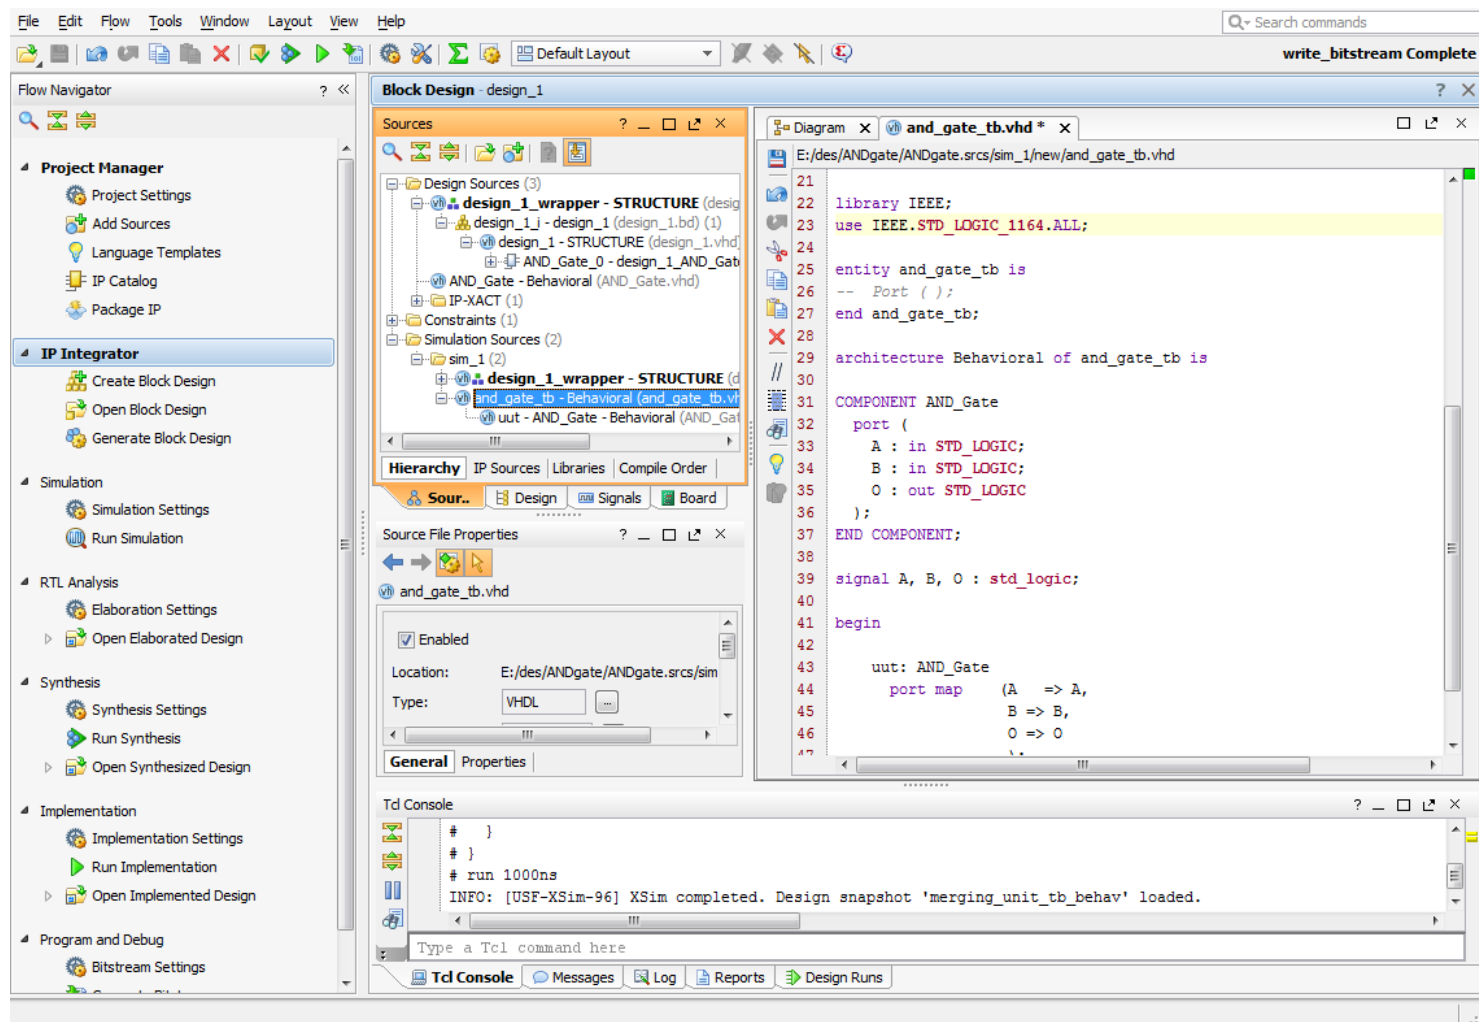 File Edit Flow Tools Window Layout View Help
Search commands
Default Layout
write_bitstream Complete
Flow Navigator
Project Manager
Project Settings
Add Sources
Language Templates
IP Catalog
Package IP
IP Integrator
Create Block Design
Open Block Design
Generate Block Design
Simulation
Simulation Settings
Run Simulation
RTL Analysis
Elaboration Settings
Open Elaborated Design
Synthesis
Synthesis Settings
Run Synthesis
Open Synthesized Design
Implementation
Implementation Settings
Run Implementation
Open Implemented Design
Program and Debug
Bitstream Settings
Block Design - design_1
Sources
Design Sources (3)
design_1_wrapper - STRUCTURE (desig
design_1_i - design_1 (design_1.bd) (1)
design_1 - STRUCTURE (design_1.vhd
AND_Gate_0 - design_1_AND_Gat
AND_Gate - Behavioral (AND_Gate.vhd)
IP-XACT (1)
Constraints (1)
Simulation Sources (2)
sim_1 (2)
design_1_wrapper - STRUCTURE (d
and_gate_tb - Behavioral (and_gate_tb.vh
uut - AND_Gate - Behavioral (AND_Gat
Hierarchy IP Sources Libraries Compile Order
Sour.. Design Signals Board
Source File Properties
and_gate_tb.vhd
Enabled
Location: E:/des/ANDgate/ANDgate.srcs/sim
Type: VHDL ...
General Properties
Diagram and_gate_tb.vhd *
E:/des/ANDgate/ANDgate.srcs/sim_1/new/and_gate_tb.vhd
21
22 library IEEE;
23 use IEEE.STD_LOGIC_1164.ALL;
24
25 entity and_gate_tb is
26 -- Port ( );
27 end and_gate_tb;
28
29 architecture Behavioral of and_gate_tb is
30
31 COMPONENT AND_Gate
32 port (
33 A : in STD_LOGIC;
34 B : in STD_LOGIC;
35 O : out STD_LOGIC
36 );
37 END COMPONENT;
38
39 signal A, B, O : std_logic;
40
41 begin
42
43 uut: AND_Gate
44 port map (A => A,
45 B => B,
46 O => O
47 );
Tcl Console
# }
# }
# run 1000ns
INFO: [USF-XSim-96] XSim completed. Design snapshot 'merging_unit_tb_behav' loaded.
Type a Tcl command here
Tcl Console Messages Log Reports Design Runs